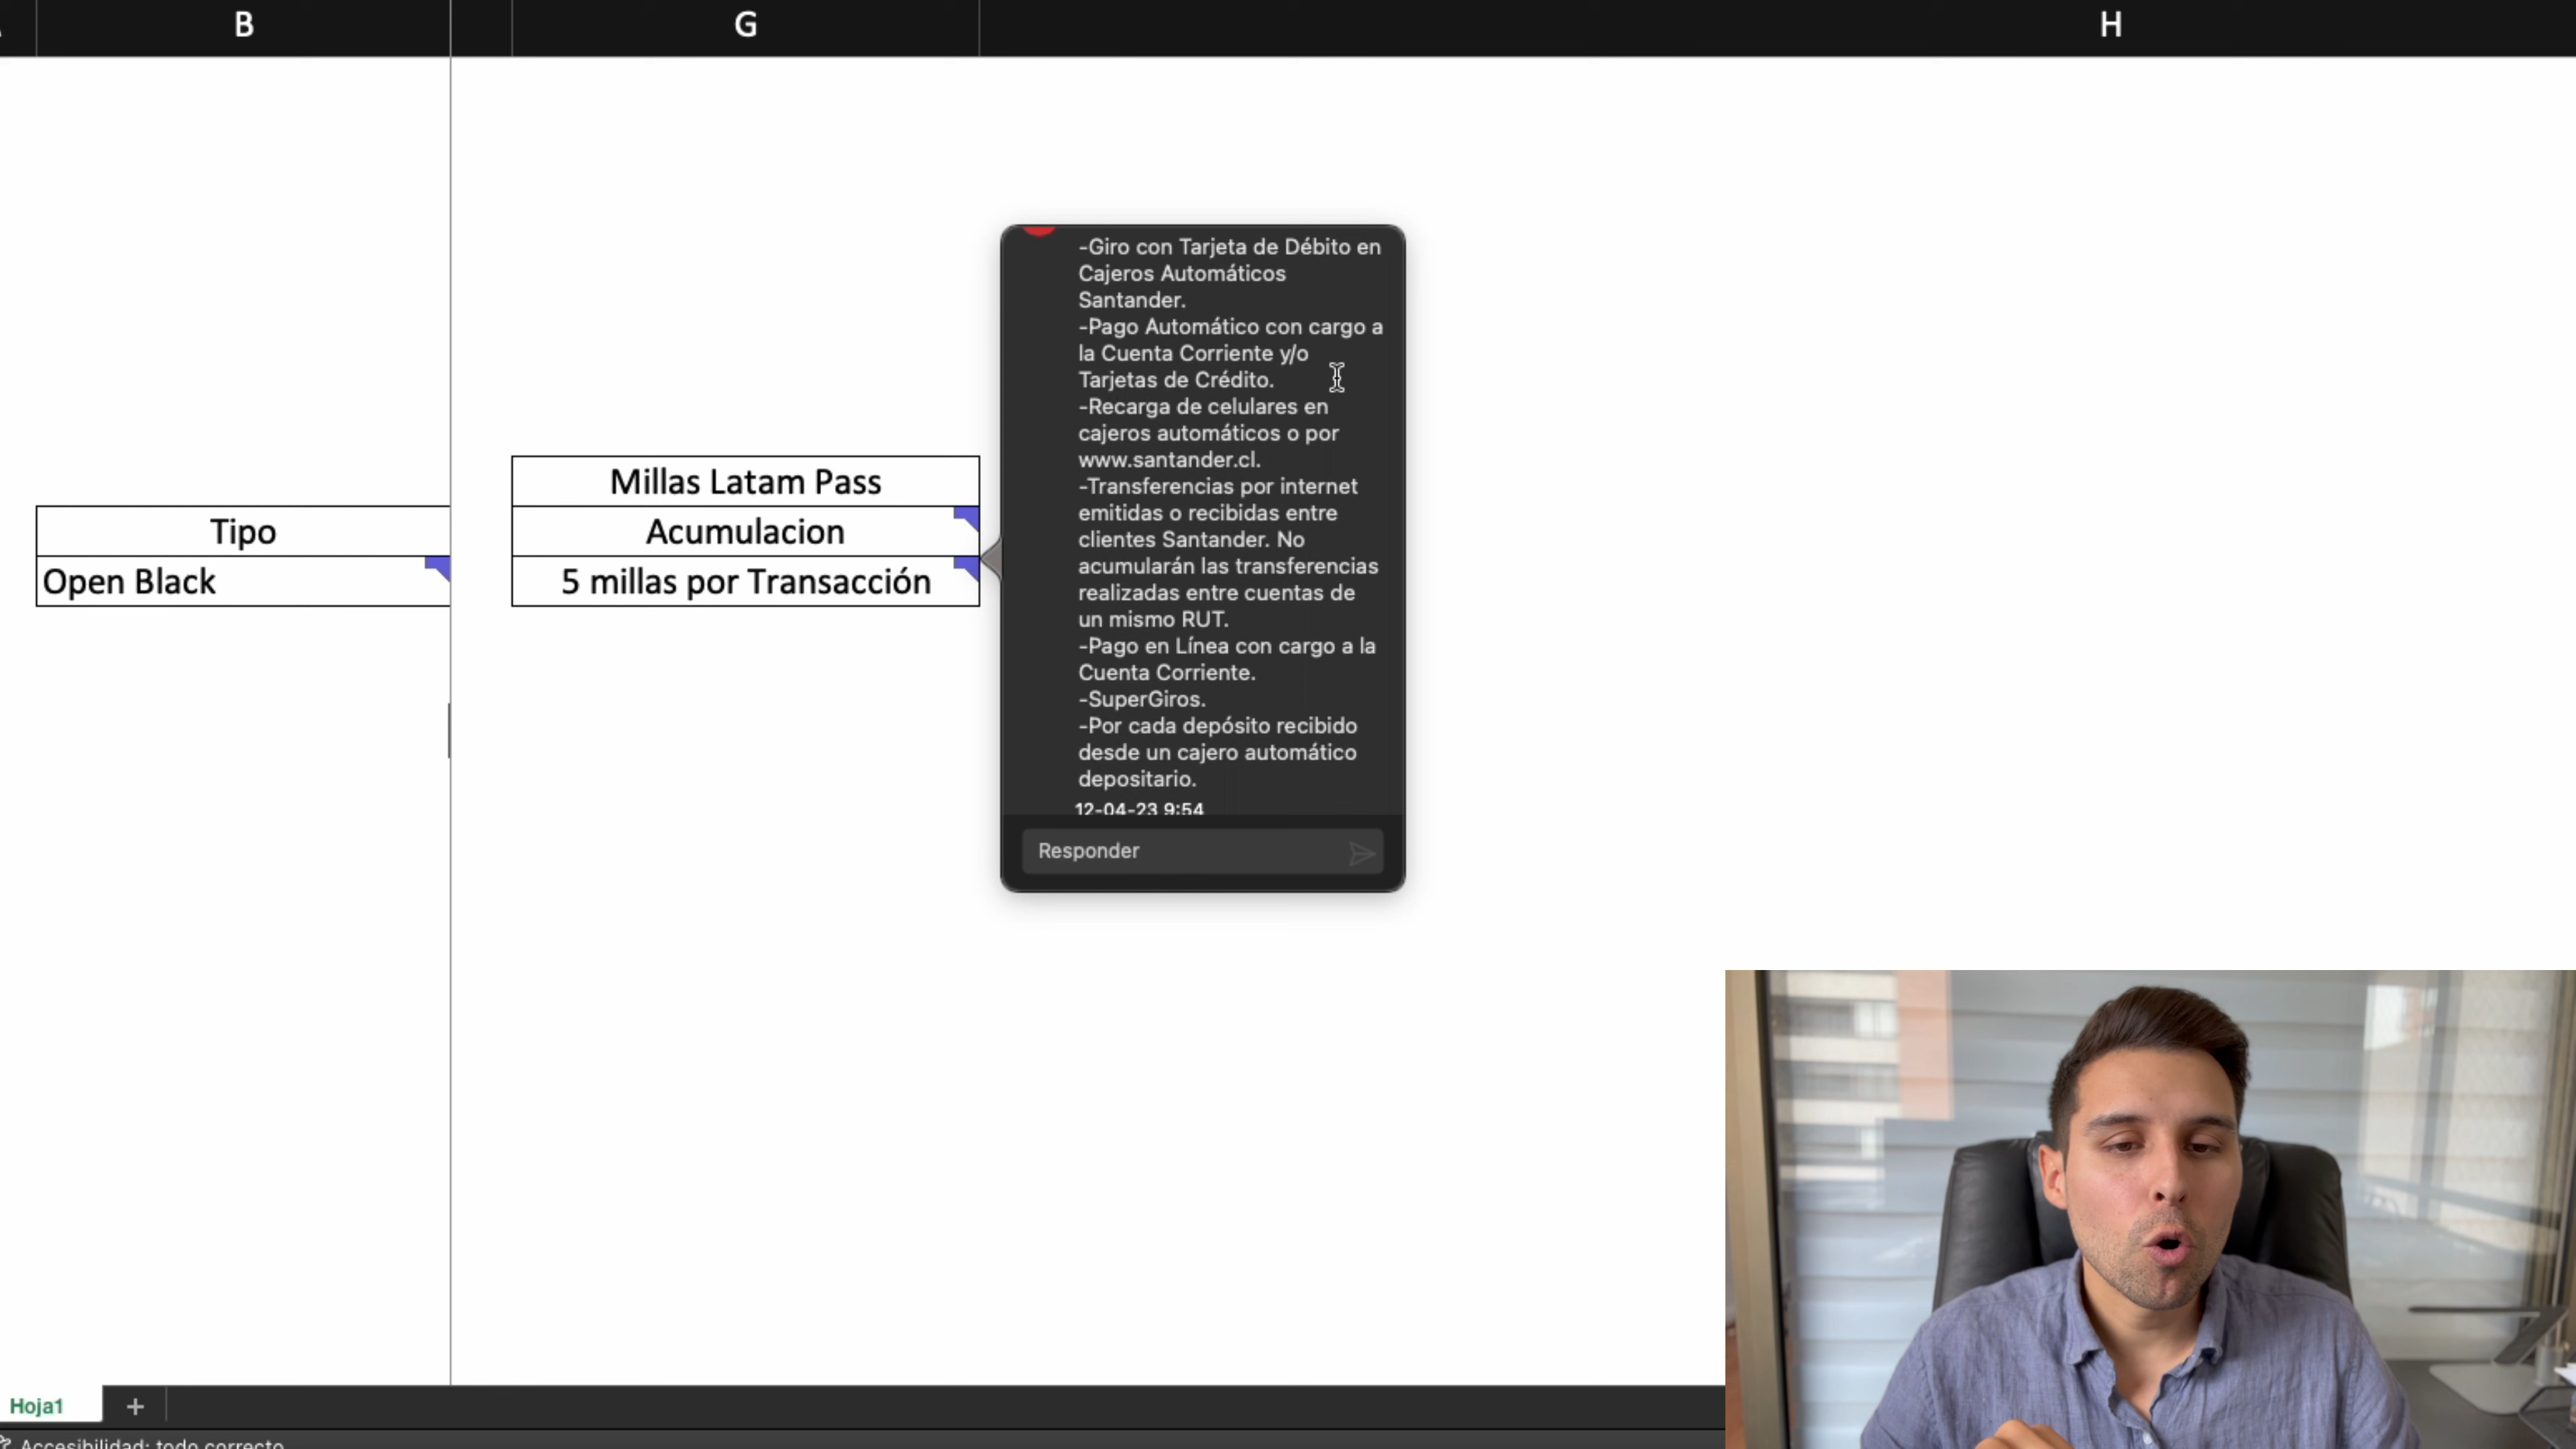 B
G
H
-Giro con Tarjeta de Débito en
Cajeros Automáticos
Santander.
-Pago Automático con cargo a
la Cuenta Corriente y/o
Tarjetas de Crédito.
-Recarga de celulares en
cajeros automáticos o por
www.santander.cl.
-Transferencias por internet
emitidas o recibidas entre
clientes Santander. No
acumularán las transferencias
realizadas entre cuentas de
un mismo RUT.
-Pago en Línea con cargo a la
Cuenta Corriente.
-SuperGiros.
-Por cada depósito recibido
desde un cajero automático
depositario.
12-04-23 9:54
Responder
Millas Latam Pass
Tipo
Acumulacion
Open Black
5 millas por Transacción
Hoja1
Accesibilidad: todo correcto